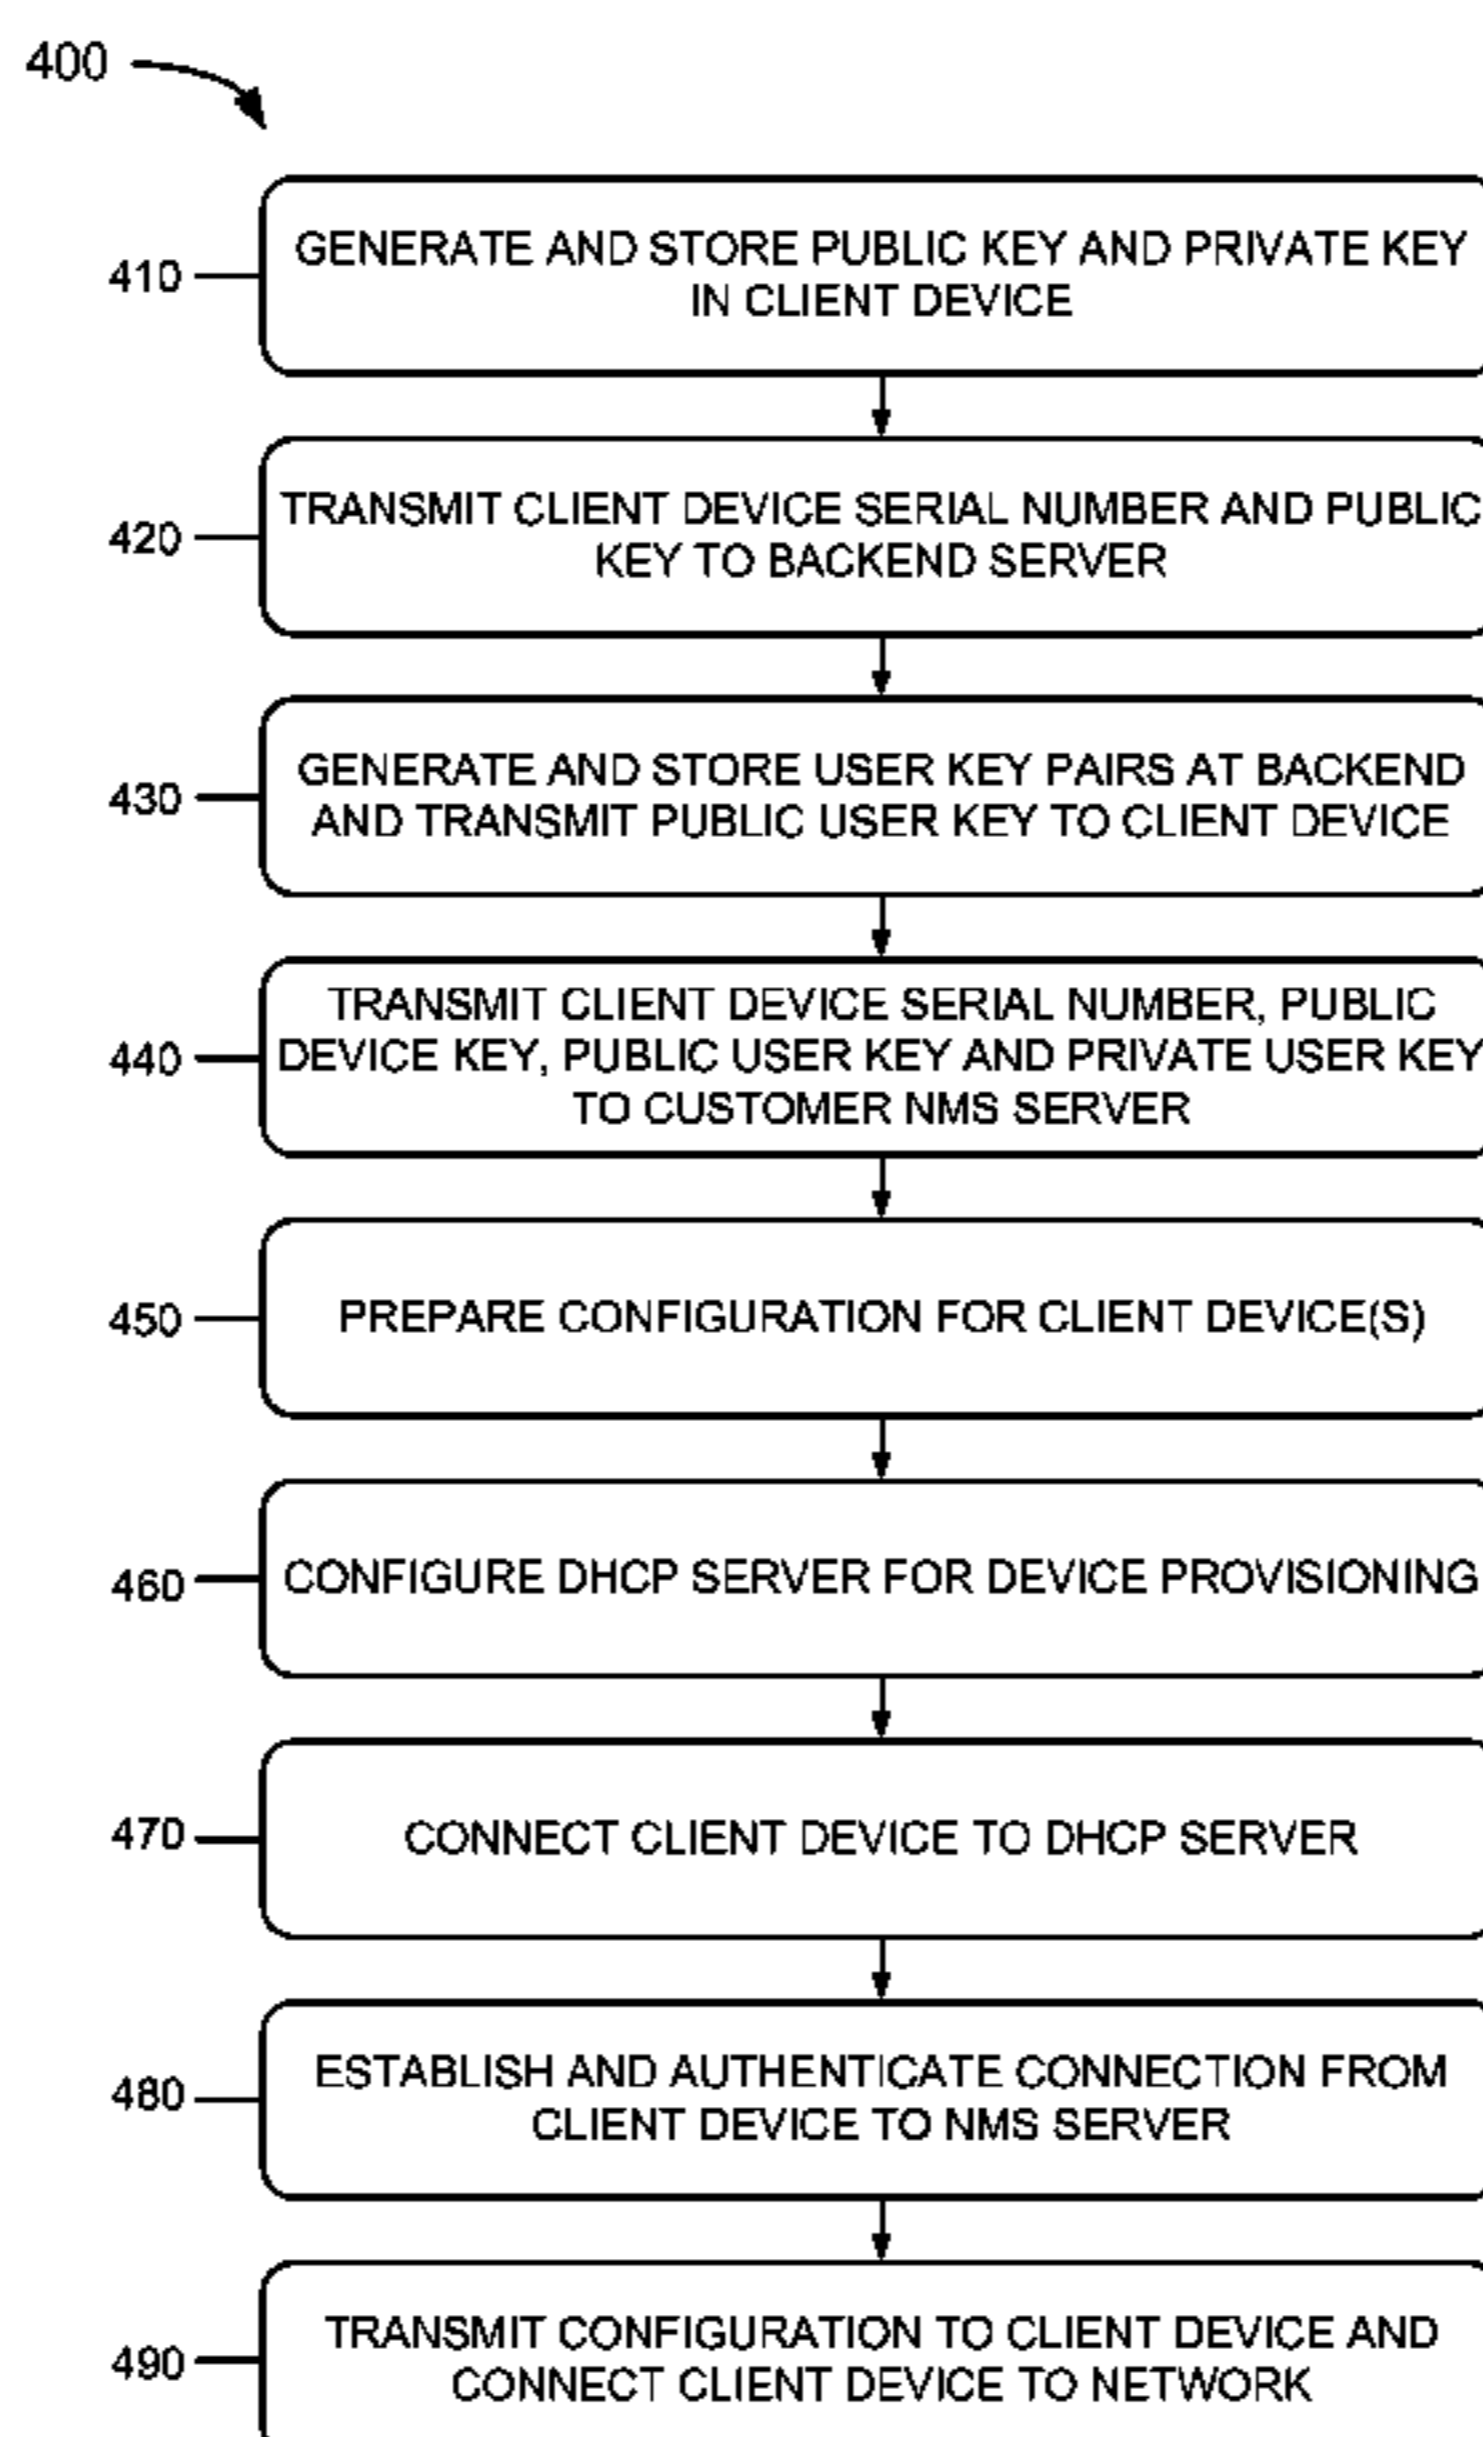 400
410
GENERATE AND STORE PUBLIC KEY AND PRIVATE KEY
IN CLIENT DEVICE
420
TRANSMIT CLIENT DEVICE SERIAL NUMBER AND PUBLIC
KEY TO BACKEND SERVER
430
GENERATE AND STORE USER KEY PAIRS AT BACKEND
AND TRANSMIT PUBLIC USER KEY TO CLIENT DEVICE
440
TRANSMIT CLIENT DEVICE SERIAL NUMBER, PUBLIC
DEVICE KEY, PUBLIC USER KEY AND PRIVATE USER KEY
TO CUSTOMER NMS SERVER
450
PREPARE CONFIGURATION FOR CLIENT DEVICE(S)
460
CONFIGURE DHCP SERVER FOR DEVICE PROVISIONING
470
CONNECT CLIENT DEVICE TO DHCP SERVER
480
ESTABLISH AND AUTHENTICATE CONNECTION FROM
CLIENT DEVICE TO NMS SERVER
490
TRANSMIT CONFIGURATION TO CLIENT DEVICE AND
CONNECT CLIENT DEVICE TO NETWORK